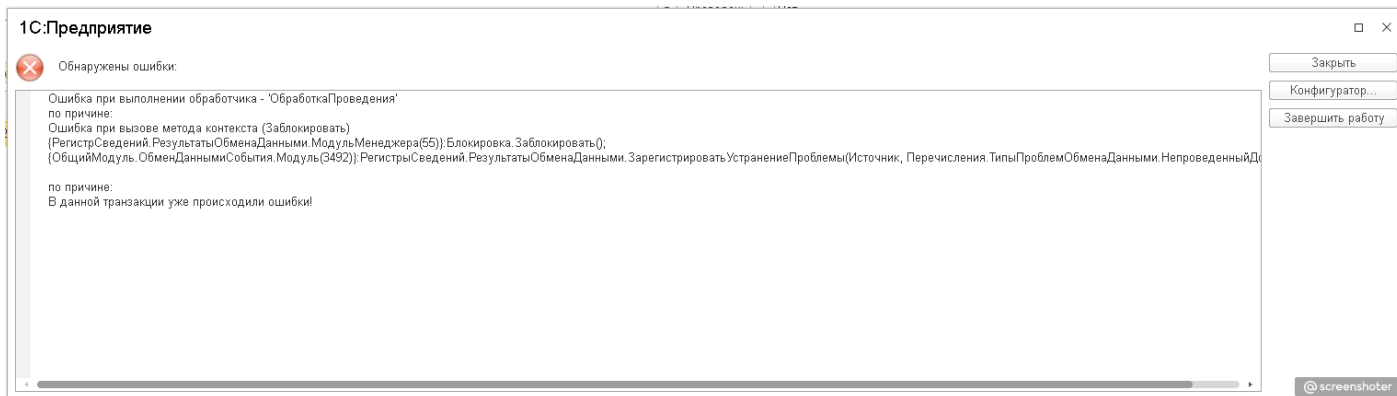 1С:Предприятие
Обнаружены ошибки:
Закрыть
Конфигуратор...
Завершить работу
Ошибка при выполнении обработчика - 'ОбработкаПроведения'
по причине:
Ошибка при вызове метода контекста (Заблокировать)
{РегистрСведений.РезультатыОбменаДанными.МодульМенеджера(55)}:Блокировка.Заблокировать();
{ОбщийМодуль.ОбменДаннымиСобытия.Модуль(3492)}:РегистрыСведений.РезультатыОбменаДанными.ЗарегистрироватьУстранениеПроблемы(Источник, Перечисления.ТипыПроблемОбменаДанными.НепроведенныйДо
по причине:
В данной транзакции уже происходили ошибки!
@screenshoter